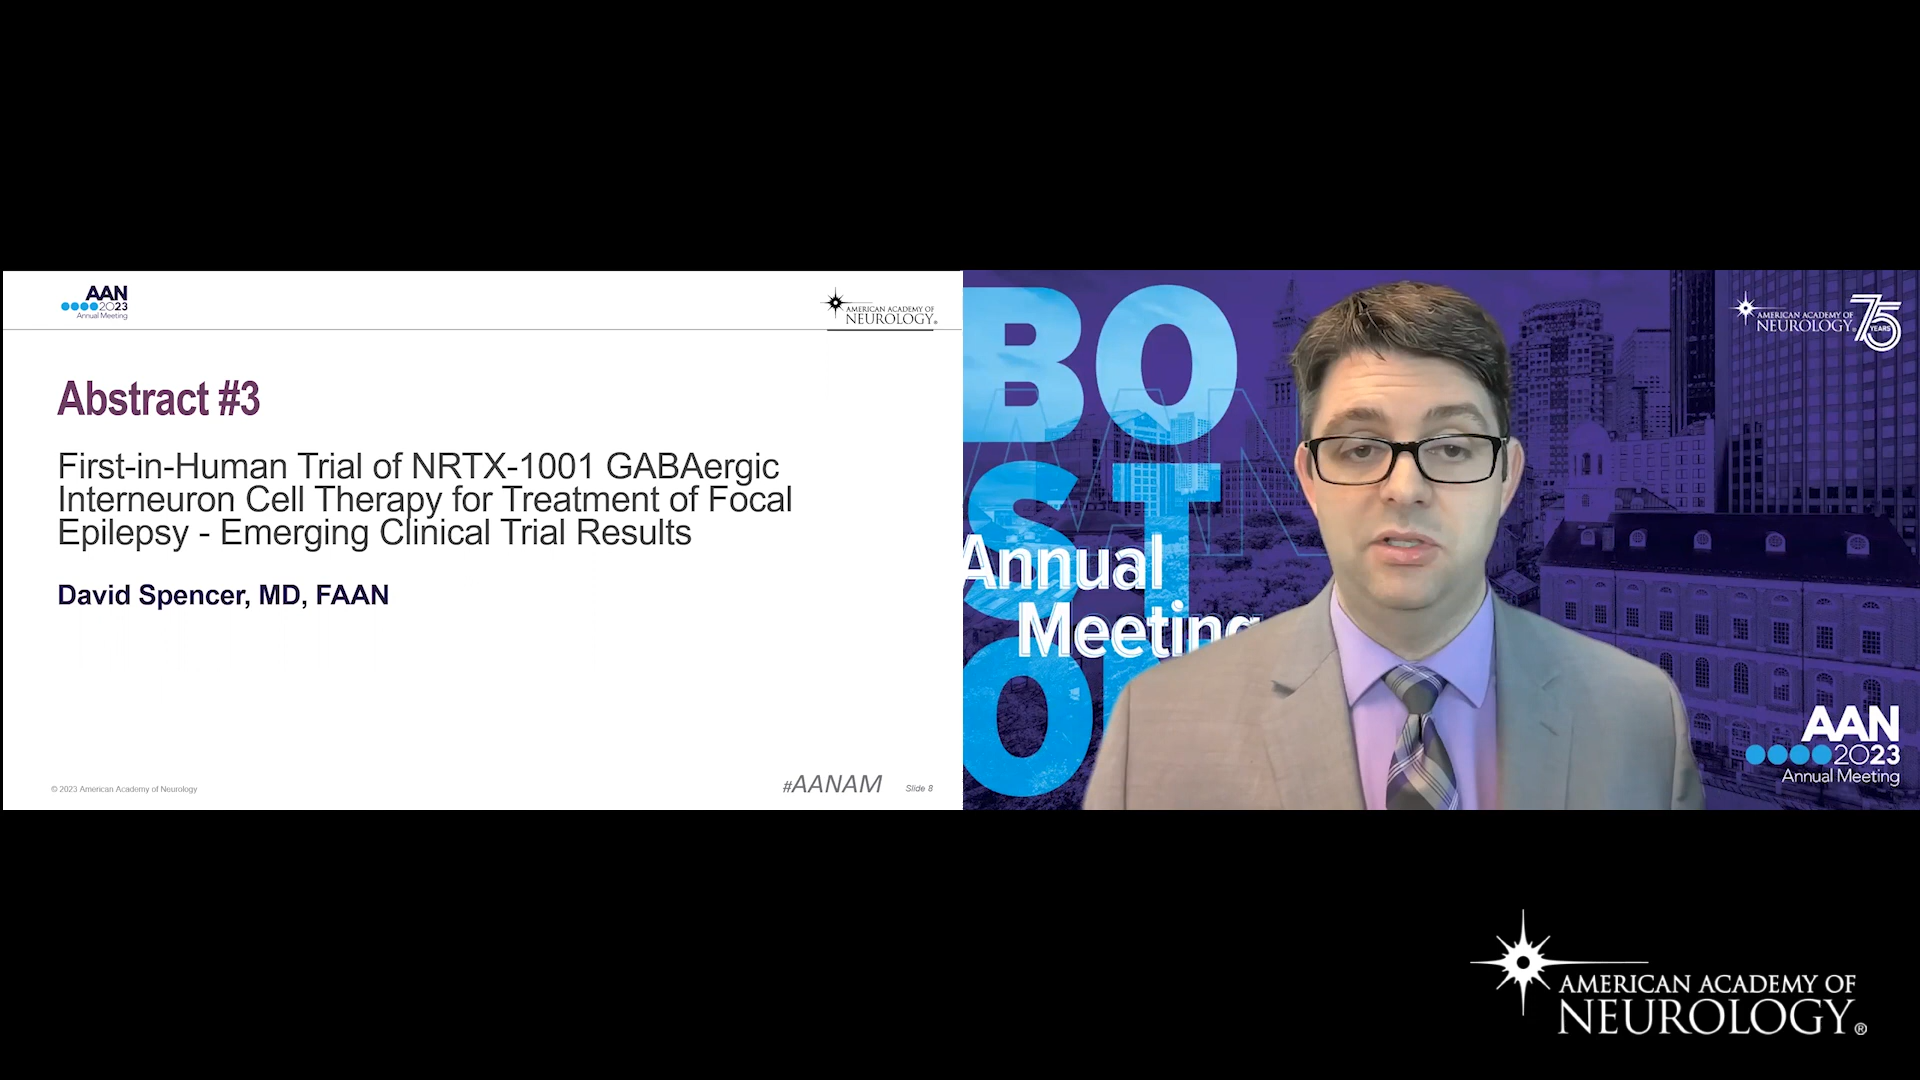 AAN
2023
Annual Meeting
AMERICAN ACADEMY OF
NEUROLOGY®
Abstract #3
First-in-Human Trial of NRTX-1001 GABAergic
Interneuron Cell Therapy for Treatment of Focal
Epilepsy - Emerging Clinical Trial Results
David Spencer, MD, FAAN
© 2023 American Academy of Neurology
#AANAM
Slide 8
BO
ST
O
Annual
Meeting
AAN
AMERICAN ACADEMY OF
NEUROLOGY®
75
YEARS
AAN
2023
Annual Meeting
AMERICAN ACADEMY OF
NEUROLOGY®